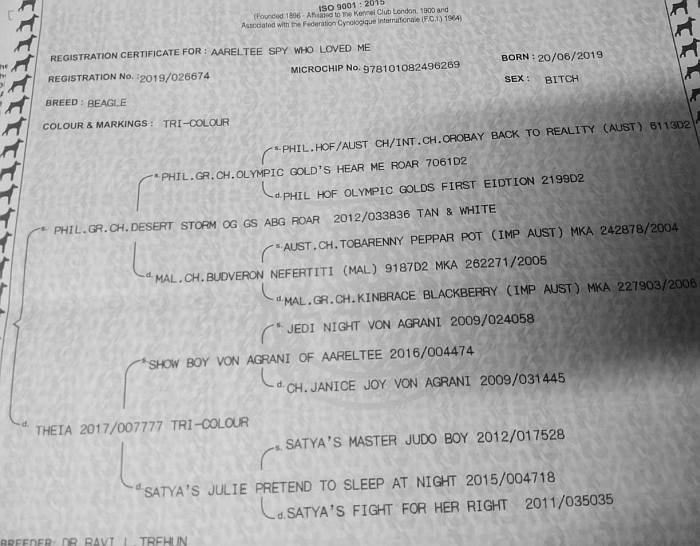 ISO 9001 : 2015
(Founded 1896 - Affiliated to the Kennel Club London, 1900 and
Associated with the Federation Cynologique Internationale (F.C.I.) 1964)
REGISTRATION CERTIFICATE FOR : AARELTEE SPY WHO LOVED ME
REGISTRATION No. : 2019/026674 MICROCHIP No. 978101082496269 BORN : 20/06/2019
SEX : BITCH
BREED : BEAGLE
COLOUR & MARKINGS : TRI-COLOUR
s. PHIL.HOF/AUST CH/INT.CH.OROBAY BACK TO REALITY (AUST) 6113D2
s. PHIL.GR.CH.OLYMPIC GOLD'S HEAR ME ROAR 7061D2
d. PHIL HOF OLYMPIC GOLDS FIRST EIDTION 2199D2
s. PHIL.GR.CH.DESERT STORM OG GS ABG ROAR 2012/033836 TAN & WHITE
s. AUST.CH.TOBARENNY PEPPAR POT (IMP AUST) MKA 242878/2004
d. MAL.CH.BUDVERON NEFERTITI (MAL) 9187D2 MKA 262271/2005
d. MAL.GR.CH.KINBRACE BLACKBERRY (IMP AUST) MKA 227903/2006
s. JEDI NIGHT VON AGRANI 2009/024058
s. SHOW BOY VON AGRANI OF AARELTEE 2016/004474
d. CH.JANICE JOY VON AGRANI 2009/031445
d. THEIA 2017/007777 TRI-COLOUR
s. SATYA'S MASTER JUDO BOY 2012/017528
d. SATYA'S JULIE PRETEND TO SLEEP AT NIGHT 2015/004718
d. SATYA'S FIGHT FOR HER RIGHT 2011/035035
BREEDER: DR RAVI L TREHUN